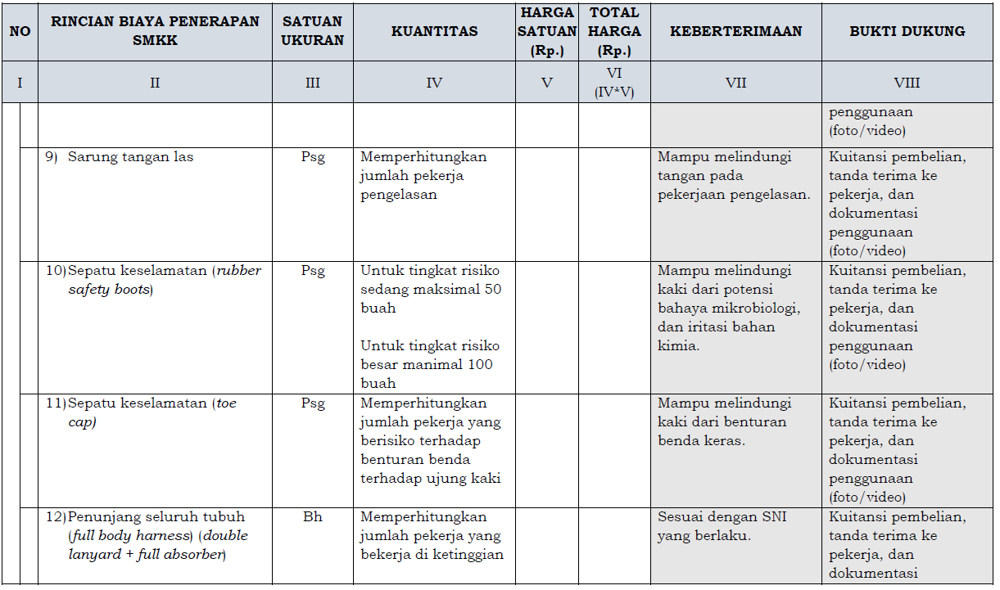 NO
RINCIAN BIAYA PENERAPAN
SMKK
SATUAN
UKURAN
KUANTITAS
HARGA
SATUAN
(Rp.)
TOTAL
HARGA
(Rp.)
KEBERTERIMAAN
BUKTI DUKUNG
I
II
III
IV
V
VI
(IV*V)
VII
VIII
penggunaan
(foto/video)
9) Sarung tangan las
Psg
Memperhitungkan
jumlah pekerja
pengelasan
Mampu melindungi
tangan pada
pekerjaan pengelasan.
Kuitansi pembelian,
tanda terima ke
pekerja, dan
dokumentasi
penggunaan
(foto/video)
10) Sepatu keselamatan (rubber
safety boots)
Psg
Untuk tingkat risiko
sedang maksimal 50
buah
Untuk tingkat risiko
besar manimal 100
buah
Mampu melindungi
kaki dari potensi
bahaya mikrobiologi,
dan iritasi bahan
kimia.
Kuitansi pembelian,
tanda terima ke
pekerja, dan
dokumentasi
penggunaan
(foto/video)
11) Sepatu keselamatan (toe
cap)
Psg
Memperhitungkan
jumlah pekerja yang
berisiko terhadap
benturan benda
terhadap ujung kaki
Mampu melindungi
kaki dari benturan
benda keras.
Kuitansi pembelian,
tanda terima ke
pekerja, dan
dokumentasi
penggunaan
(foto/video)
12) Penunjang seluruh tubuh
(full body harness) (double
lanyard + full absorber)
Bh
Memperhitungkan
jumlah pekerja yang
bekerja di ketinggian
Sesuai dengan SNI
yang berlaku.
Kuitansi pembelian,
tanda terima ke
pekerja, dan
dokumentasi